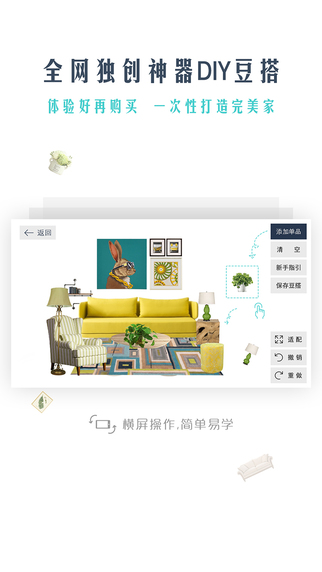 全网独创神器DIY豆搭
体验好再购买 一次性打造完美家
返回
添加单品
清 空
新手指引
保存豆搭
适 配
撤 销
重 做
横屏操作,简单易学